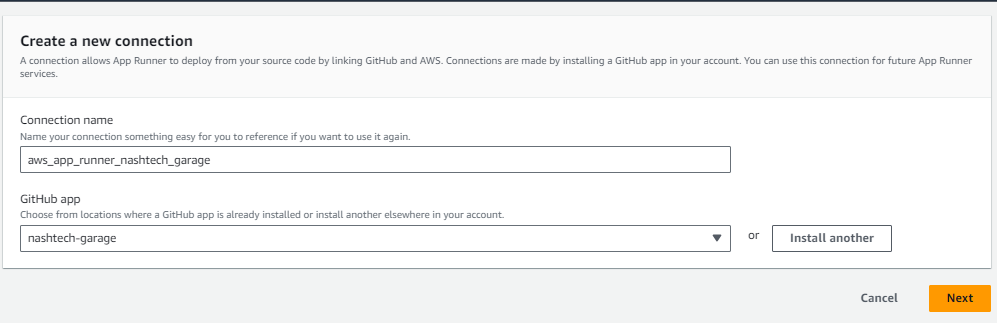 Create a new connection
A connection allows App Runner to deploy from your source code by linking GitHub and AWS. Connections are made by installing a GitHub app in your account. You can use this connection for future App Runner
services.
Connection name
Name your connection something easy for you to reference if you want to use it again.
aws_app_runner_nashtech_garage
GitHub app
Choose from locations where a GitHub app is already installed or install another elsewhere in your account.
nashtech-garage or Install another
Cancel Next